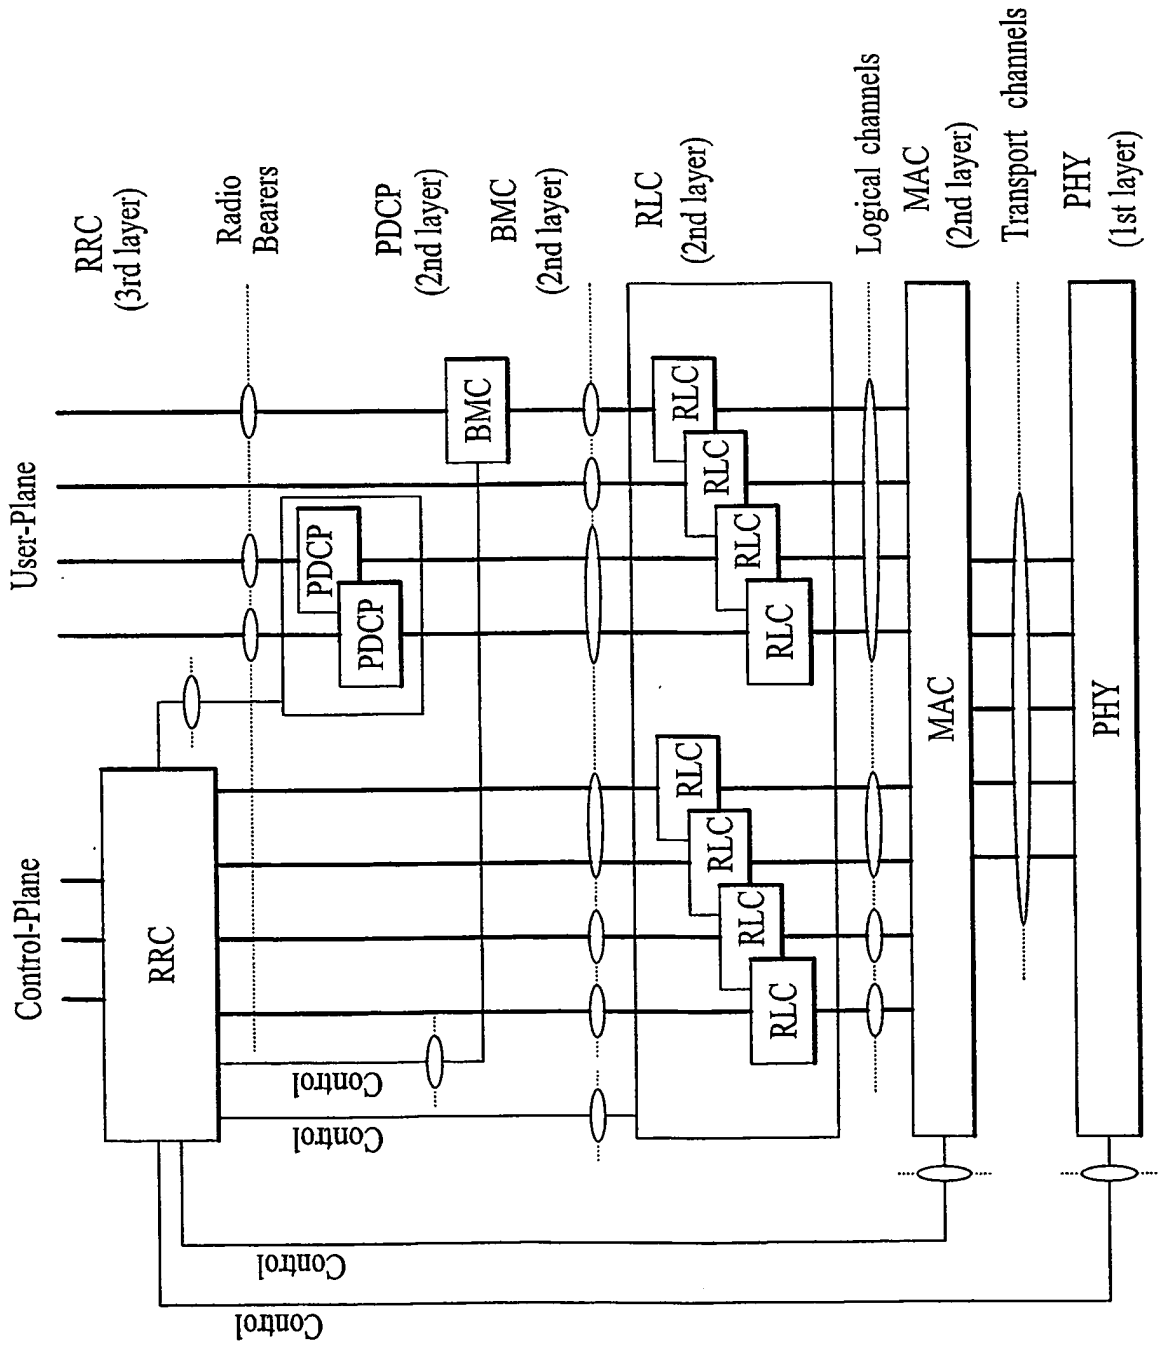 Control-Plane
User-Plane
RRC
(3rd layer)
RRC
Radio
Bearers
Control
Control
Control
Control
PDCP
PDCP
PDCP
(2nd layer)
BMC
BMC
(2nd layer)
RLC
RLC
RLC
RLC
RLC
RLC
RLC
RLC
RLC
(2nd layer)
Logical channels
MAC
MAC
(2nd layer)
Transport channels
PHY
PHY
(1st layer)